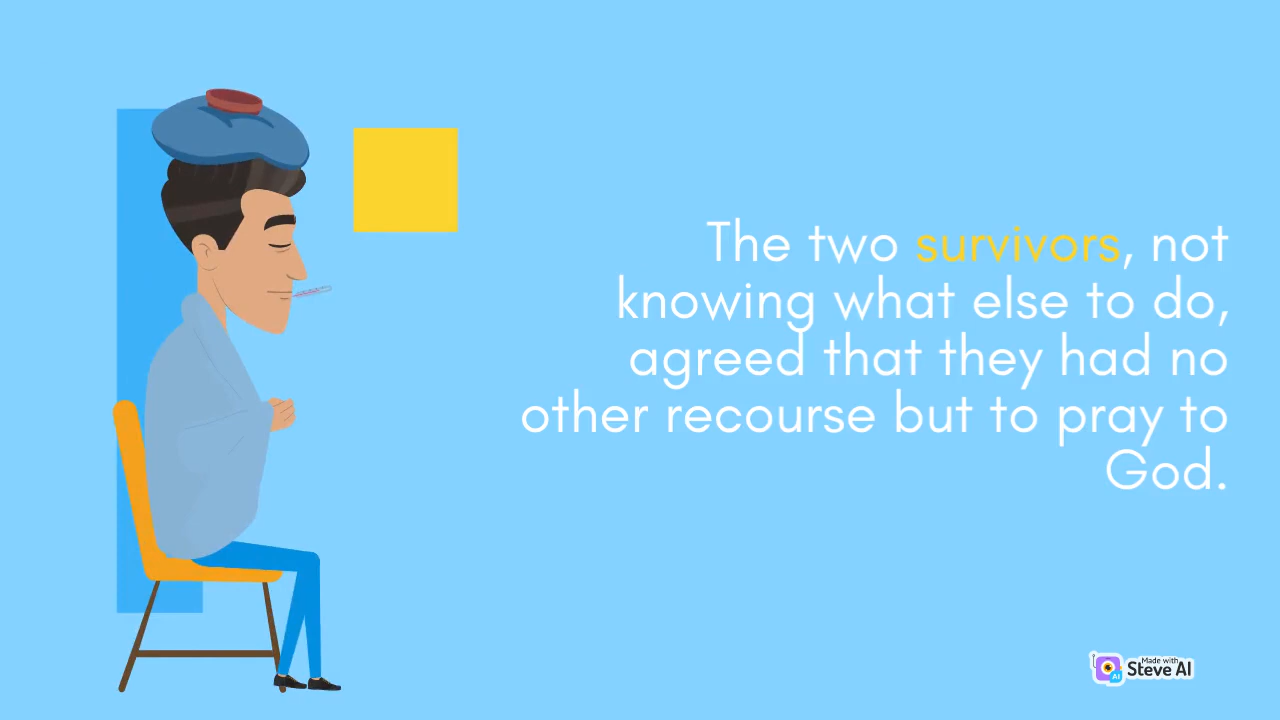 The two survivors, not
knowing what else to do,
agreed that they had no
other recourse but to pray to
God.
Made with
Steve AI
AI